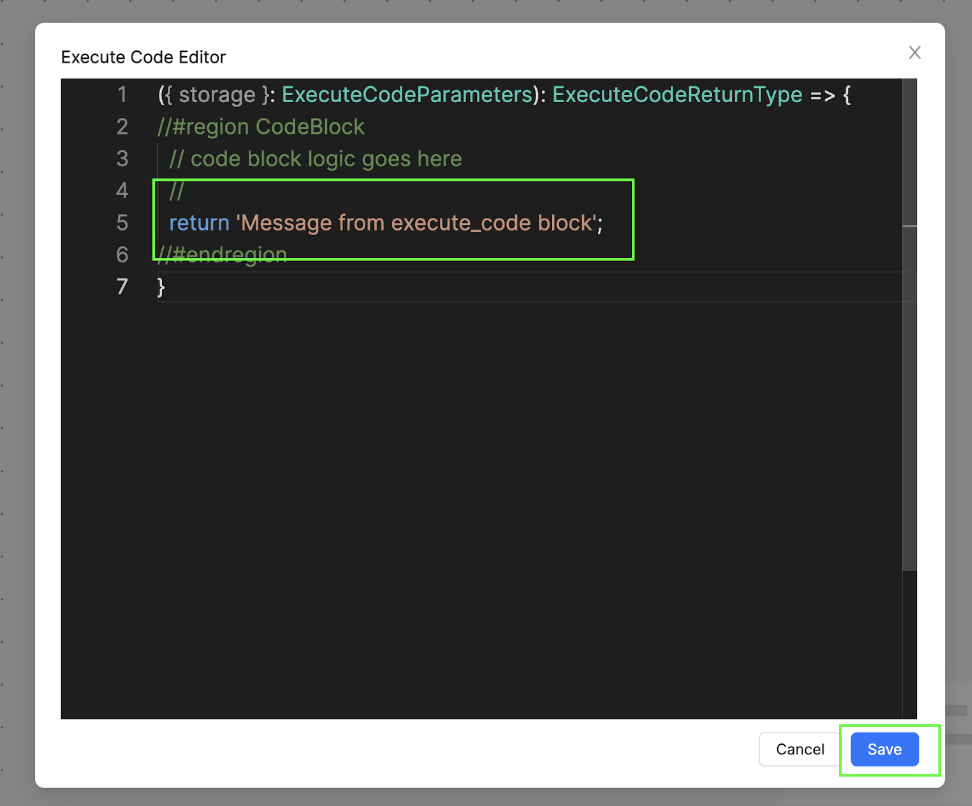 Execute Code Editor
1 ({ storage }: ExecuteCodeParameters): ExecuteCodeReturnType => {
2 //#region CodeBlock
3 // code block logic goes here
4 //
5 return 'Message from execute_code block';
6 //#endregion
7 }
Cancel Save